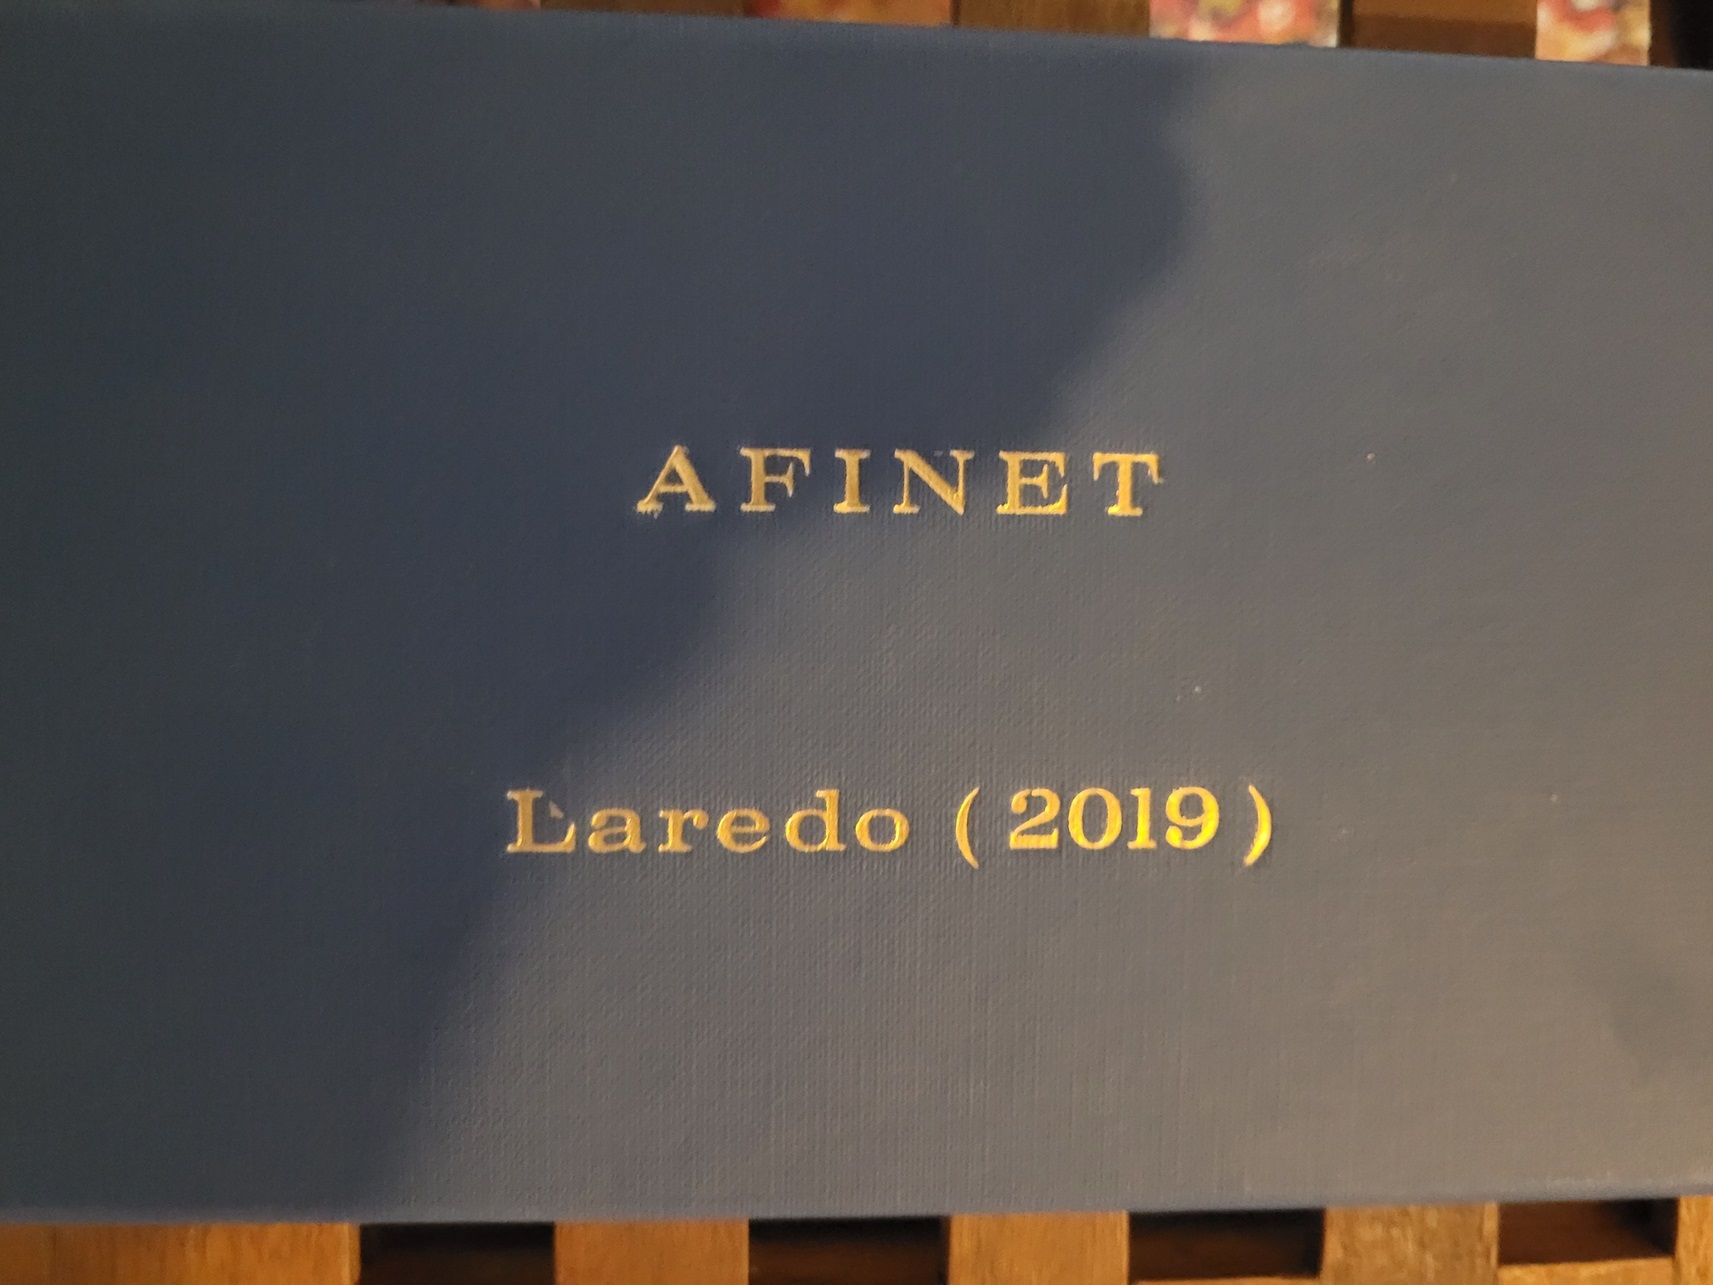 AFINET
Laredo (2019)